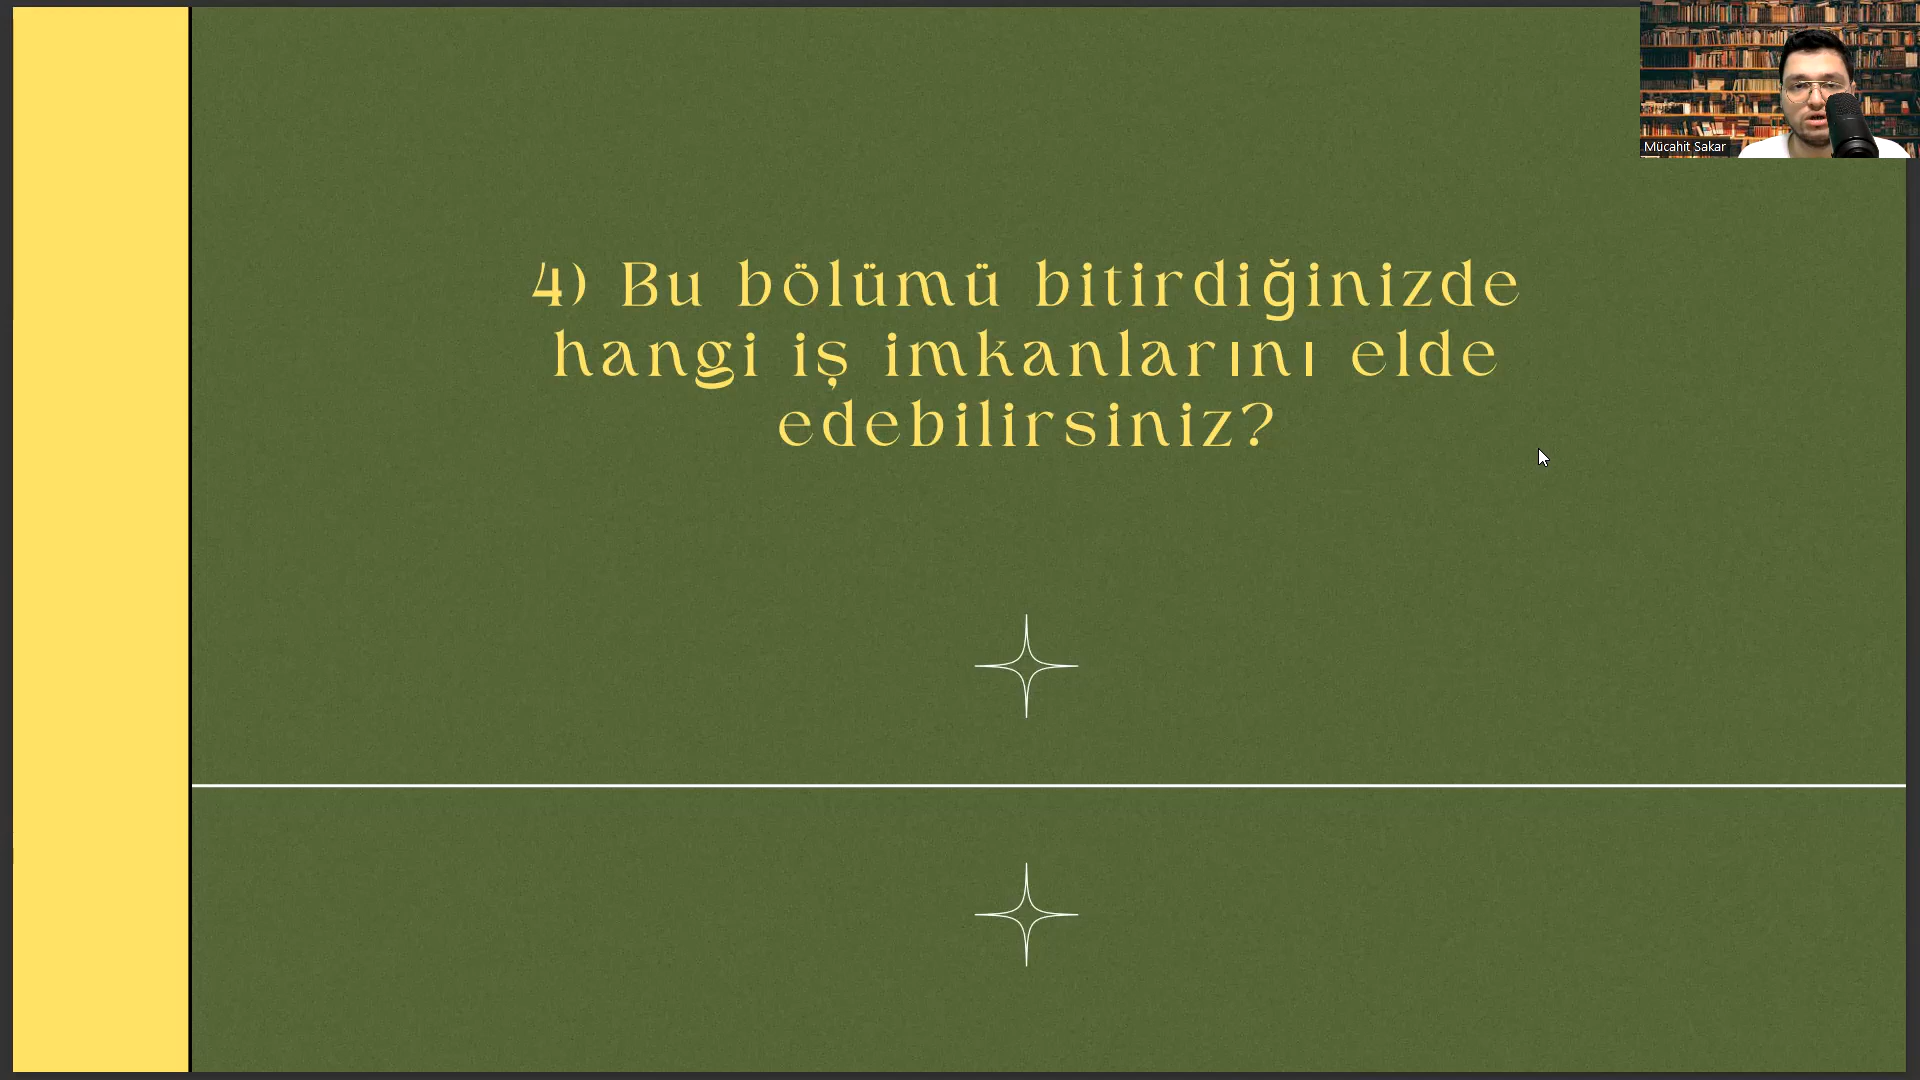 Mücahit Sakar
4) Bu bölümü bitirdiğinizde
hangi iş imkanlarını elde
edebilirsiniz?